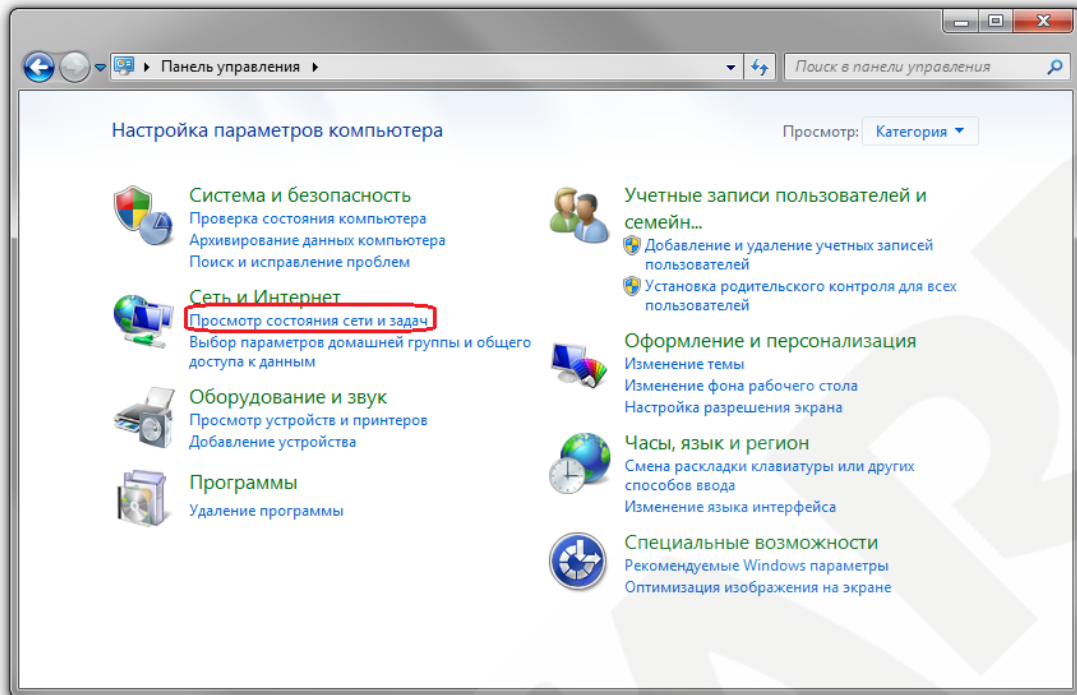 Панель управления
Поиск в панели управления
Настройка параметров компьютера
Просмотр: Категория
Система и безопасность
Проверка состояния компьютера
Архивирование данных компьютера
Поиск и исправление проблем
Сеть и Интернет
Просмотр состояния сети и задач
Выбор параметров домашней группы и общего
доступа к данным
Оборудование и звук
Просмотр устройств и принтеров
Добавление устройства
Программы
Удаление программы
Учетные записи пользователей и
семейн...
Добавление и удаление учетных записей
пользователей
Установка родительского контроля для всех
пользователей
Оформление и персонализация
Изменение темы
Изменение фона рабочего стола
Настройка разрешения экрана
Часы, язык и регион
Смена раскладки клавиатуры или других
способов ввода
Изменение языка интерфейса
Специальные возможности
Рекомендуемые Windows параметры
Оптимизация изображения на экране